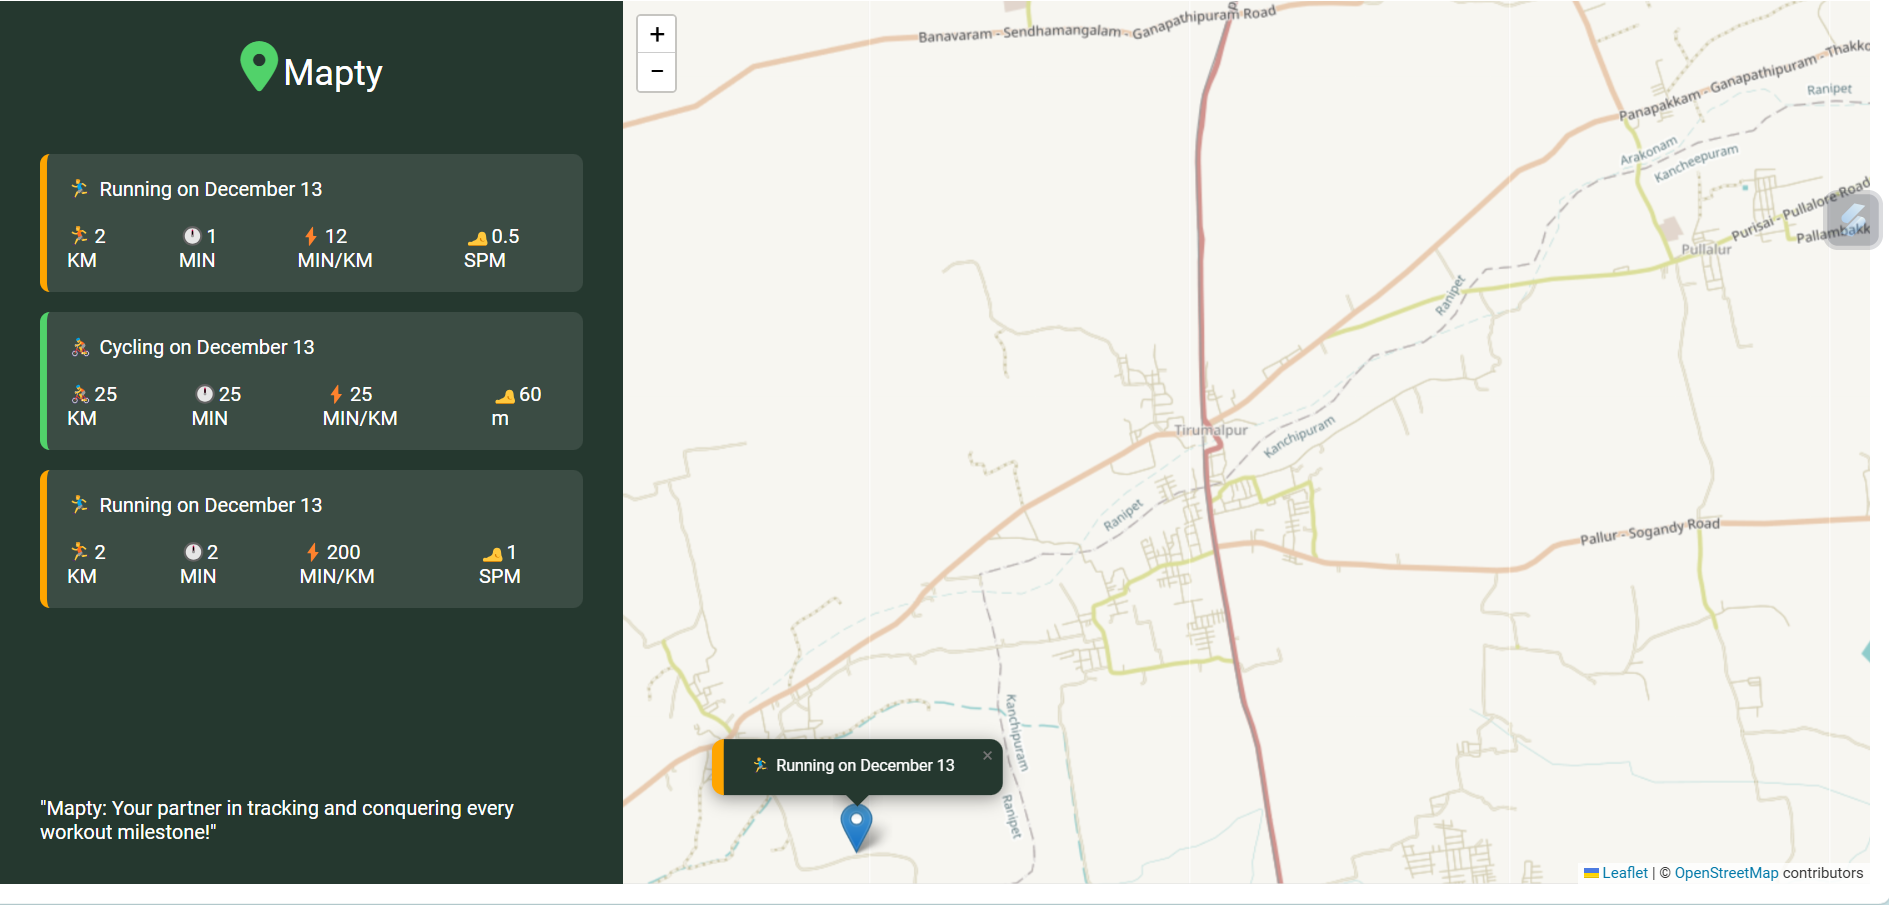 Mapty
Running on December 13
2
KM
1
MIN
12
MIN/KM
0.5
SPM
Cycling on December 13
25
KM
25
MIN
25
MIN/KM
60
m
Running on December 13
2
KM
2
MIN
200
MIN/KM
1
SPM
"Mapty: Your partner in tracking and conquering every
workout milestone!"
+
−
Banavaram - Sendhamangalam - Ganapathipuram Road
Panapakkam - Ganapathipuram - Thakko
Ranipet
Arakonam
Kancheepuram
Purisai - Pullalore Road
Pallambakk
Pullalur
Ranipet
Tirumalpur
Kanchipuram
Ranipet
Pallur - Sogandy Road
Kanchipuram
Ranipet
Running on December 13
×
Leaflet | © OpenStreetMap contributors